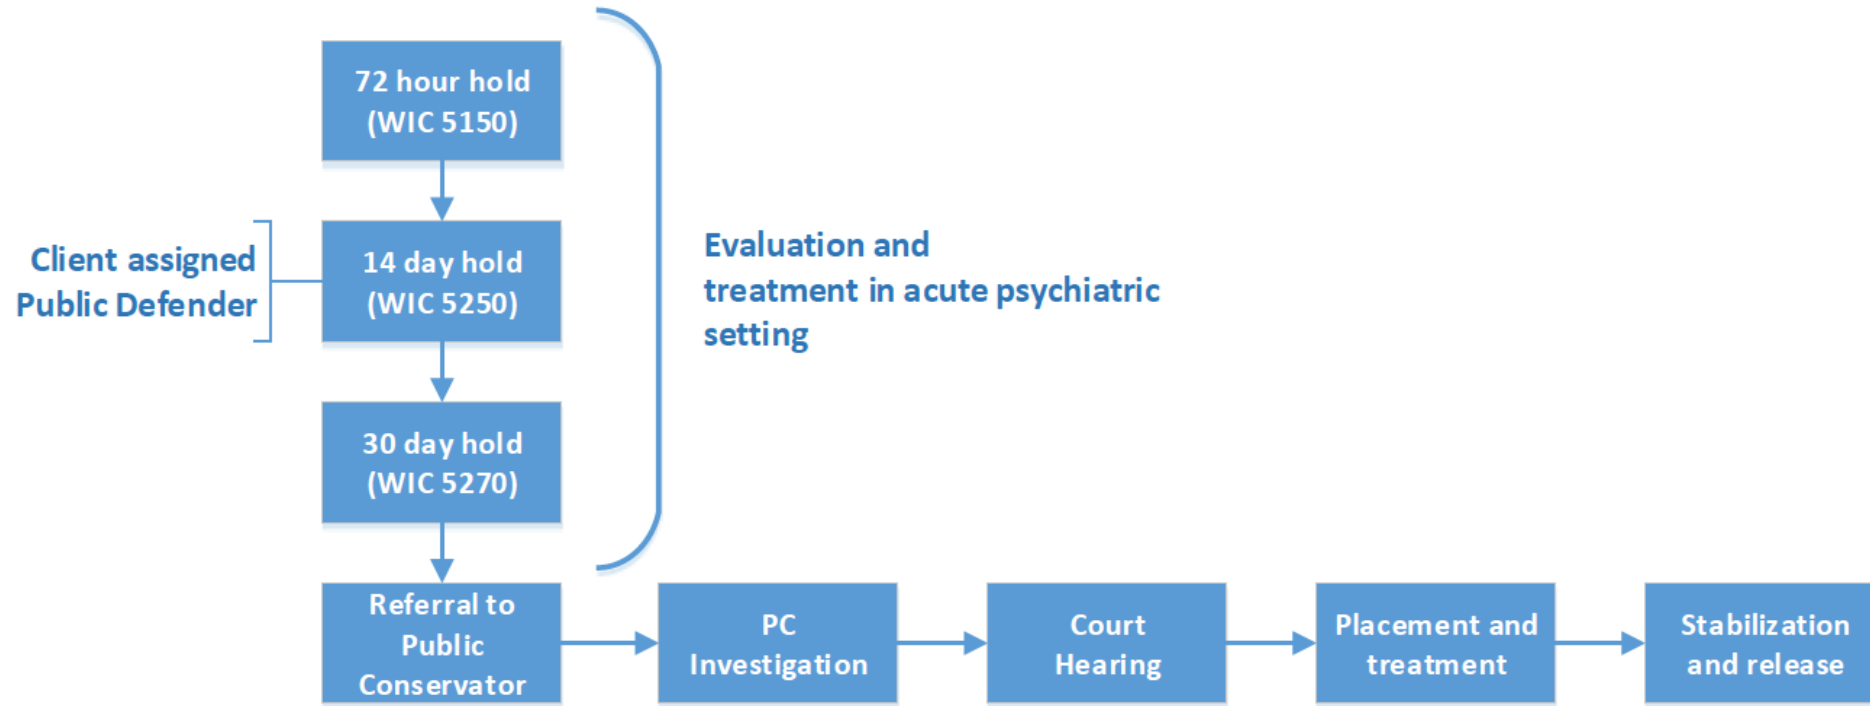 72 hour hold
(WIC 5150)
Client assigned
Public Defender
14 day hold
(WIC 5250)
Evaluation and
treatment in acute psychiatric
setting
30 day hold
(WIC 5270)
Referral to
Public
Conservator
PC
Investigation
Court
Hearing
Placement and
treatment
Stabilization
and release